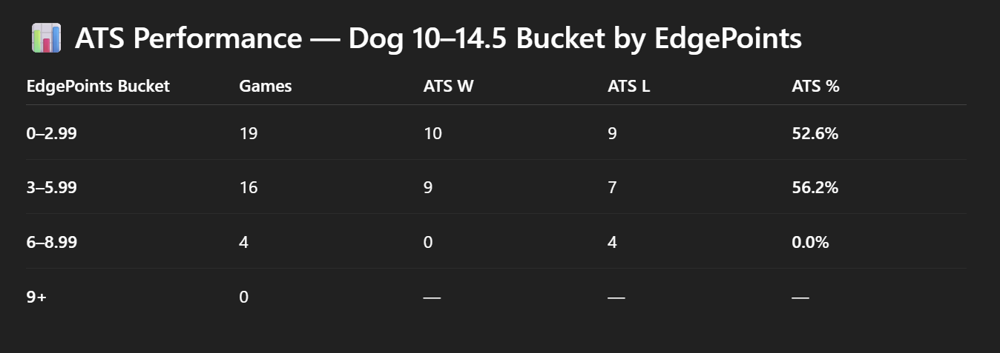 📊 ATS Performance — Dog 10–14.5 Bucket by EdgePoints
EdgePoints Bucket Games ATS W ATS L ATS %
0–2.99 19 10 9 52.6%
3–5.99 16 9 7 56.2%
6–8.99 4 0 4 0.0%
9+ 0 — — —